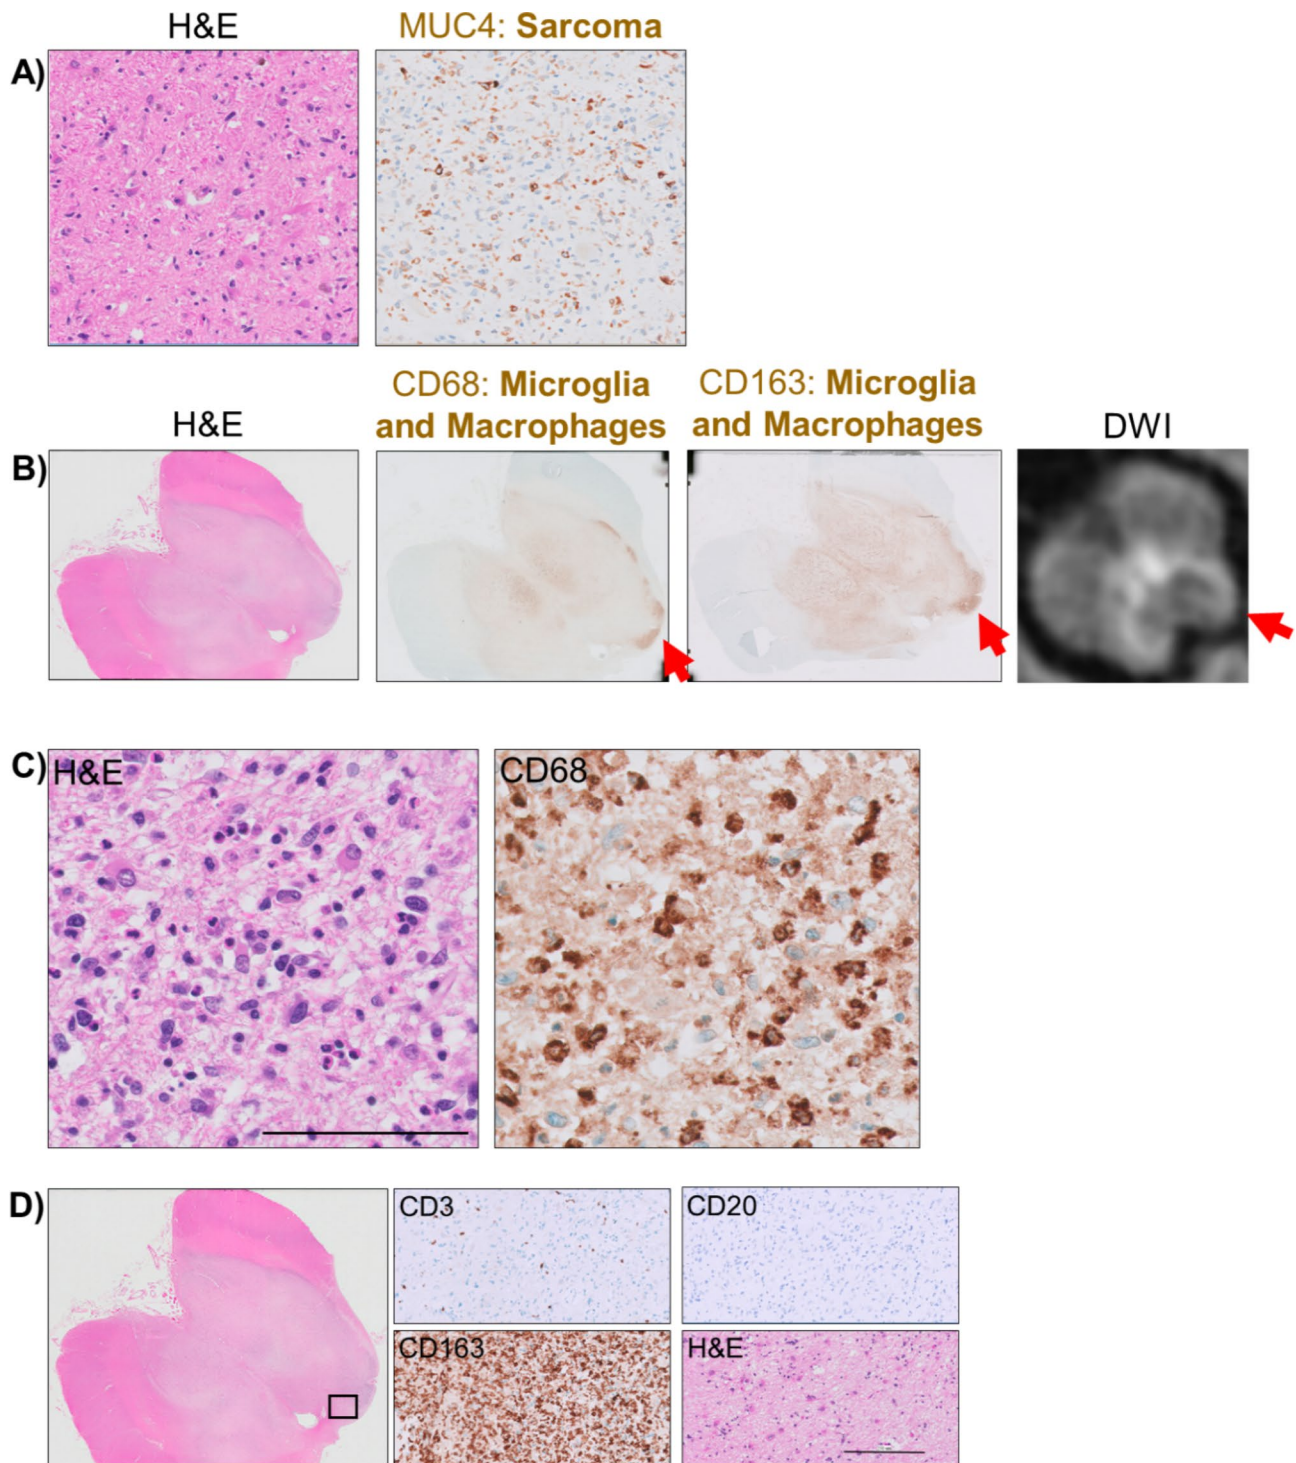 H&E
MUC4: Sarcoma
A)
CD68: Microglia
and Macrophages
CD163: Microglia
and Macrophages
H&E
DWI
B)
C)
H&E
CD68
D)
CD3
CD20
CD163
H&E